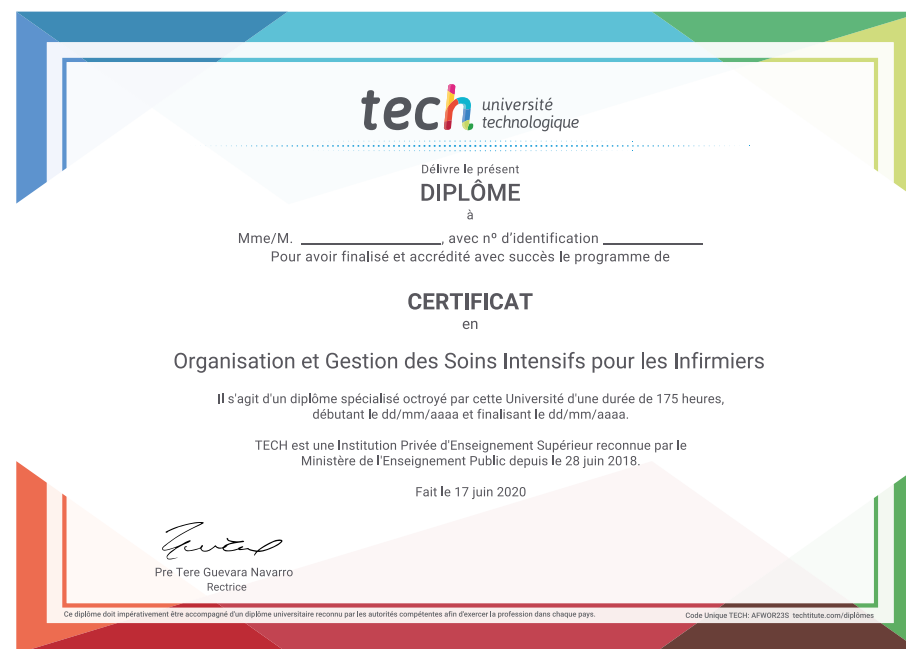 tech université
technologique
Délivre le présent
DIPLÔME
à
Mme/M. ____________________, avec nº d'identification ______________
Pour avoir finalisé et accrédité avec succès le programme de
CERTIFICAT
en
Organisation et Gestion des Soins Intensifs pour les Infirmiers
Il s'agit d'un diplôme spécialisé octroyé par cette Université d'une durée de 175 heures,
débutant le dd/mm/aaaa et finalisant le dd/mm/aaaa.
TECH est une Institution Privée d'Enseignement Supérieur reconnue par le
Ministère de l'Enseignement Public depuis le 28 juin 2018.
Fait le 17 juin 2020
Pre Tere Guevara Navarro
Rectrice
Ce diplôme doit impérativement être accompagné d'un diplôme universitaire reconnu par les autorités compétentes afin d'exercer la profession dans chaque pays.
Code Unique TECH: AFWOR23S techtitute.com/diplômes